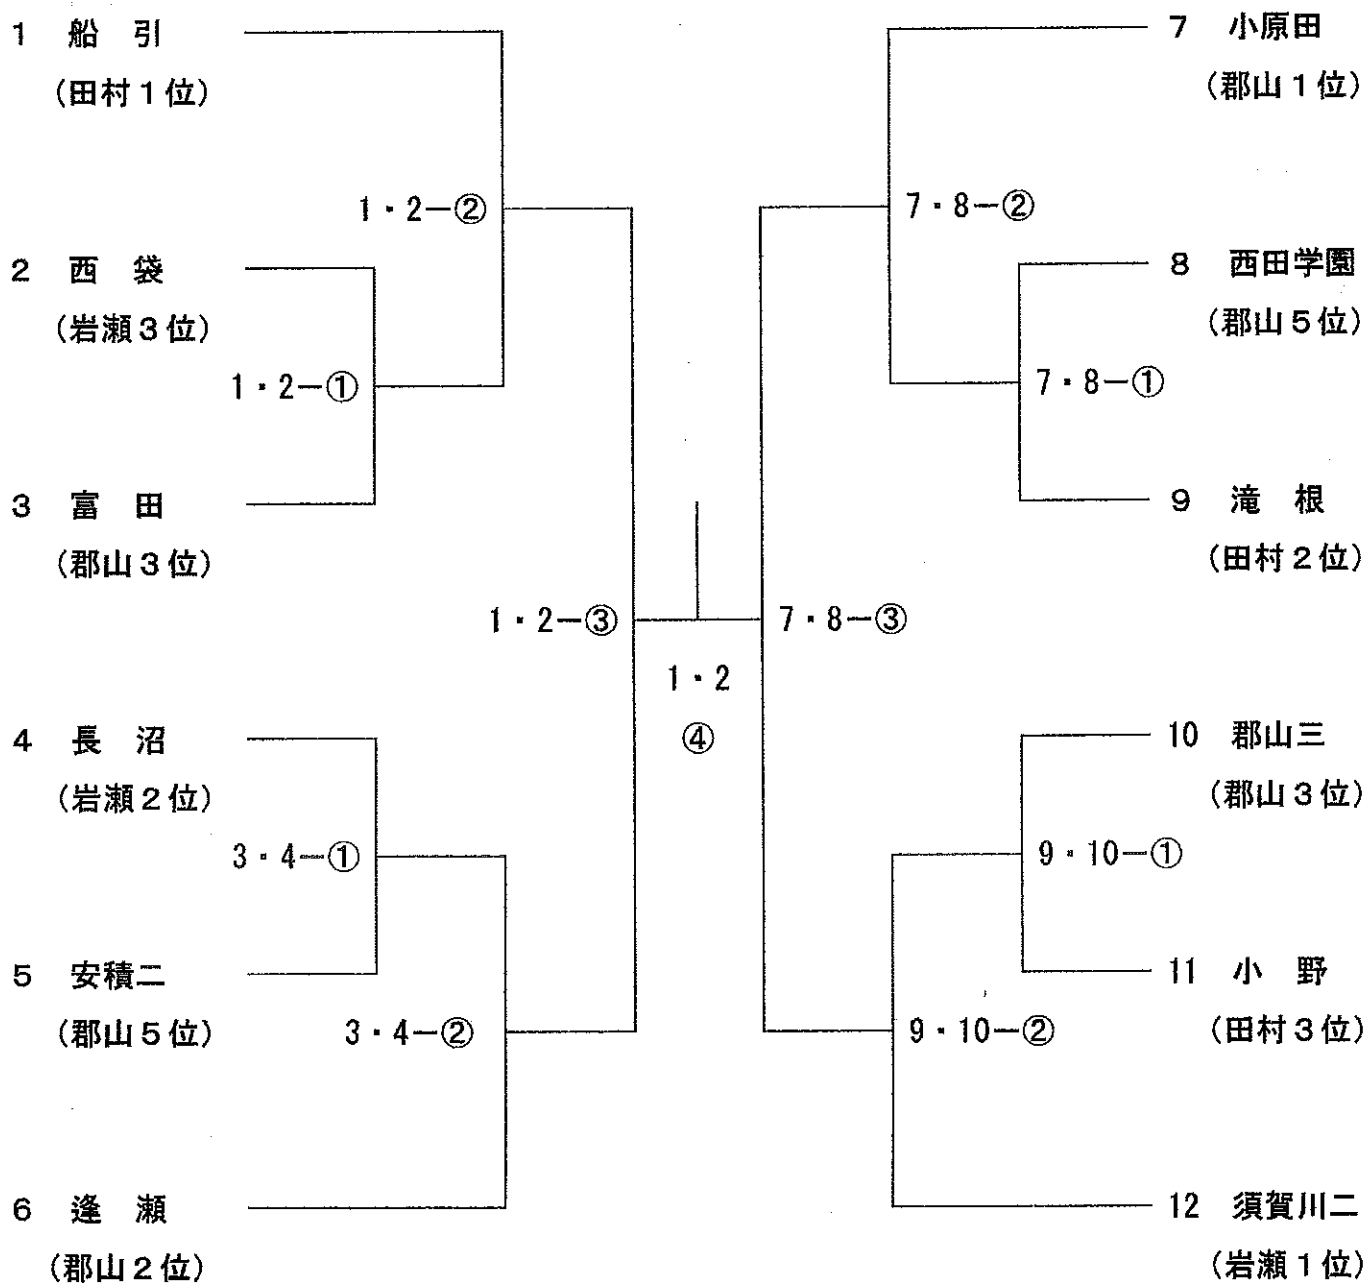 1 船 引
(田村1位)
1・2-②
2 西 袋
(岩瀬3位)
1・2-①
3 富 田
(郡山3位)
1・2-③
4 長 沼
(岩瀬2位)
3・4-①
5 安積二
(郡山5位)
3・4-②
6 逢 瀬
(郡山2位)
1・2
④
7 小原田
(郡山1位)
7・8-②
8 西田学園
(郡山5位)
7・8-①
9 滝 根
(田村2位)
7・8-③
10 郡山三
(郡山3位)
9・10-①
11 小 野
(田村3位)
9・10-②
12 須賀川二
(岩瀬1位)